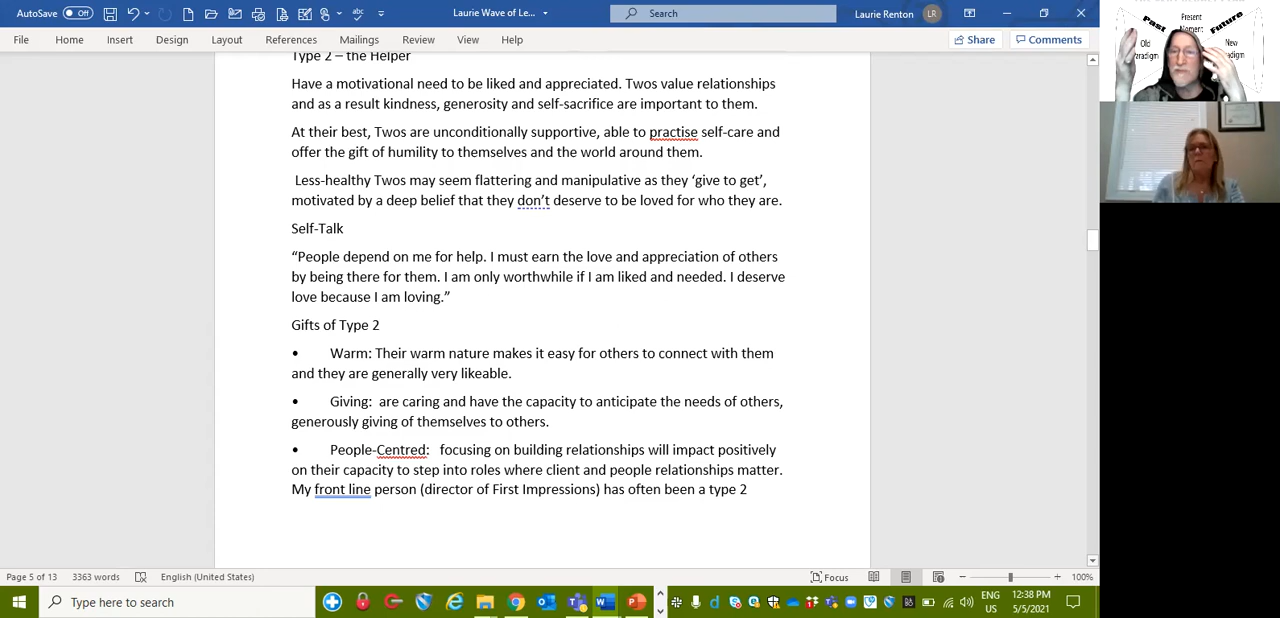 AutoSave Off Laurie Wave of Le... Search Laurie Renton LR
File Home Insert Design Layout References Mailings Review View Help Share Comments
Type 2 – the Helper
Have a motivational need to be liked and appreciated. Twos value relationships
and as a result kindness, generosity and self-sacrifice are important to them.
At their best, Twos are unconditionally supportive, able to practise self-care and
offer the gift of humility to themselves and the world around them.
Less-healthy Twos may seem flattering and manipulative as they ‘give to get’,
motivated by a deep belief that they don’t deserve to be loved for who they are.
Self-Talk
“People depend on me for help. I must earn the love and appreciation of others
by being there for them. I am only worthwhile if I am liked and needed. I deserve
love because I am loving.”
Gifts of Type 2
• Warm: Their warm nature makes it easy for others to connect with them
and they are generally very likeable.
• Giving: are caring and have the capacity to anticipate the needs of others,
generously giving of themselves to others.
• People-Centred: focusing on building relationships will impact positively
on their capacity to step into roles where client and people relationships matter.
My front line person (director of First Impressions) has often been a type 2
Page 5 of 13 3363 words English (United States) Focus 100%
Type here to search
ENG
US
12:38 PM
5/5/2021
Past
Present
Future
Old
New